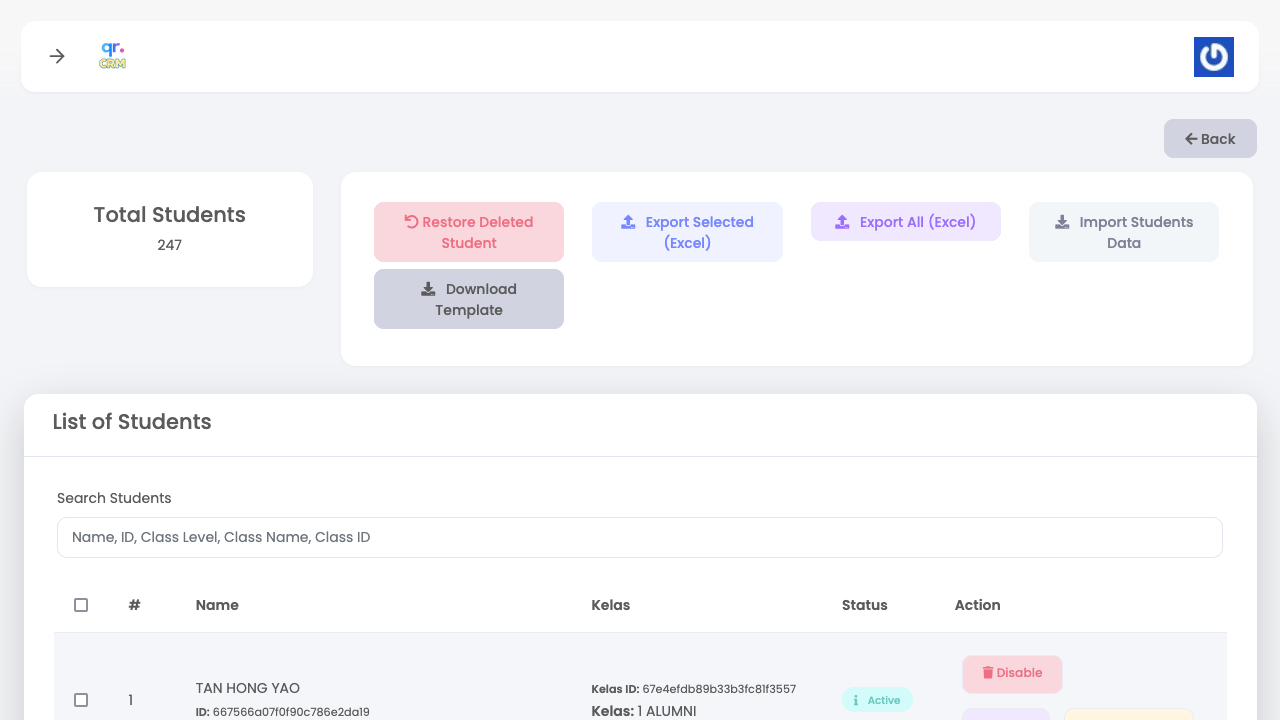 qr.
CRM
Back
Total Students
247
Restore Deleted
Student
Export Selected
(Excel)
Export All (Excel)
Import Students
Data
Download
Template
List of Students
Search Students
Name, ID, Class Level, Class Name, Class ID
# Name Kelas Status Action
Disable
1 TAN HONG YAO
ID: 667566a07f0f90c786e2da19
Kelas ID: 67e4efdb89b33b3fc81f3557
Kelas: 1 ALUMNI
Active